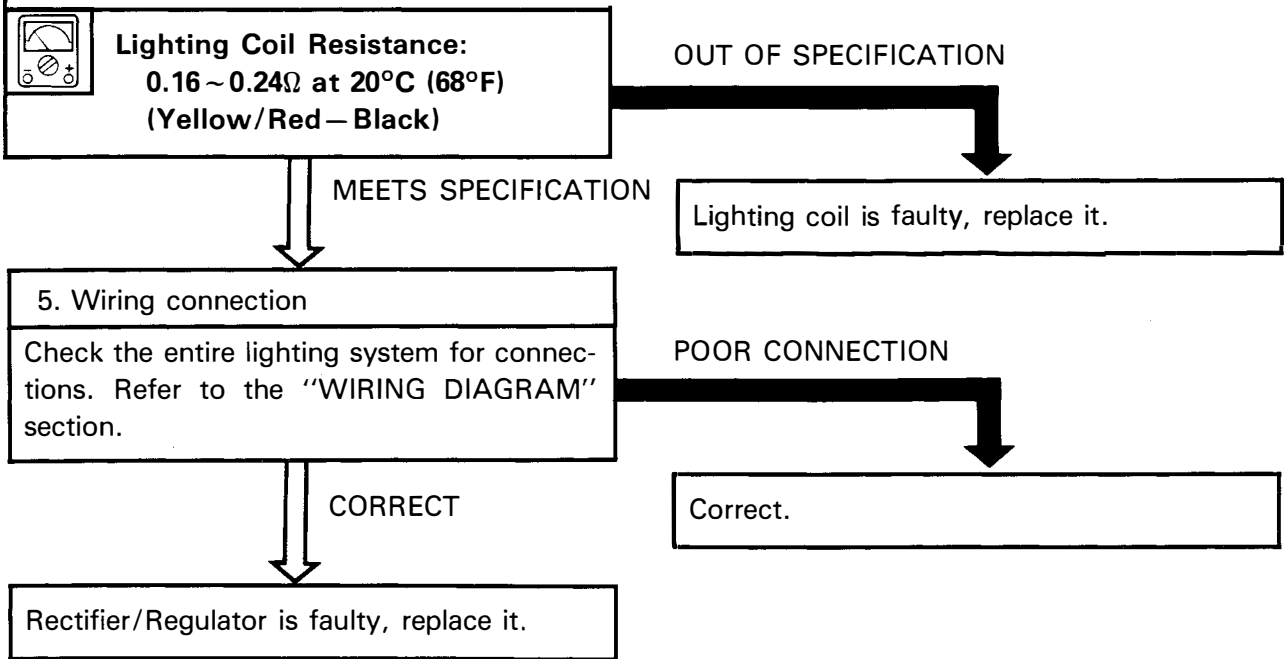 Lighting Coil Resistance:
0.16~0.24Ω at 20°C (68°F)
(Yellow/Red—Black)
OUT OF SPECIFICATION
MEETS SPECIFICATION
Lighting coil is faulty, replace it.
5. Wiring connection
Check the entire lighting system for connec-
tions. Refer to the "WIRING DIAGRAM"
section.
POOR CONNECTION
CORRECT
Correct.
Rectifier/Regulator is faulty, replace it.